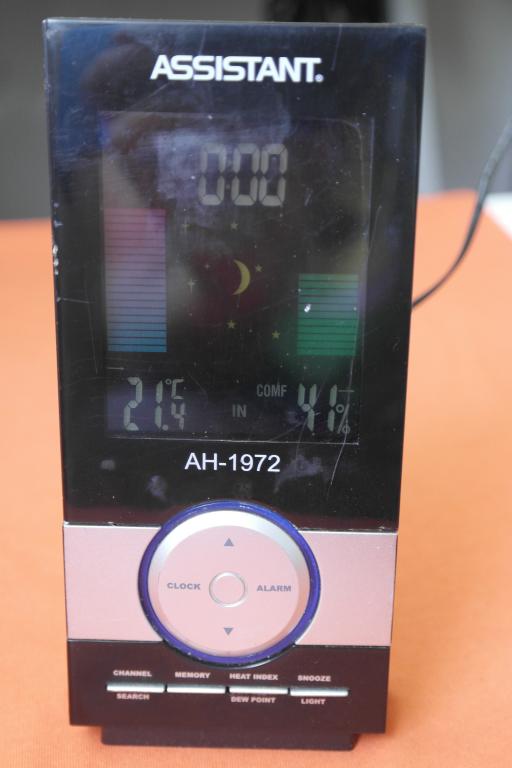 ASSISTANT®
0:00
21.4 °C IN COMF 41%
AH-1972
CLOCK ALARM
CHANNEL MEMORY HEAT INDEX SNOOZE
SEARCH DEW POINT LIGHT